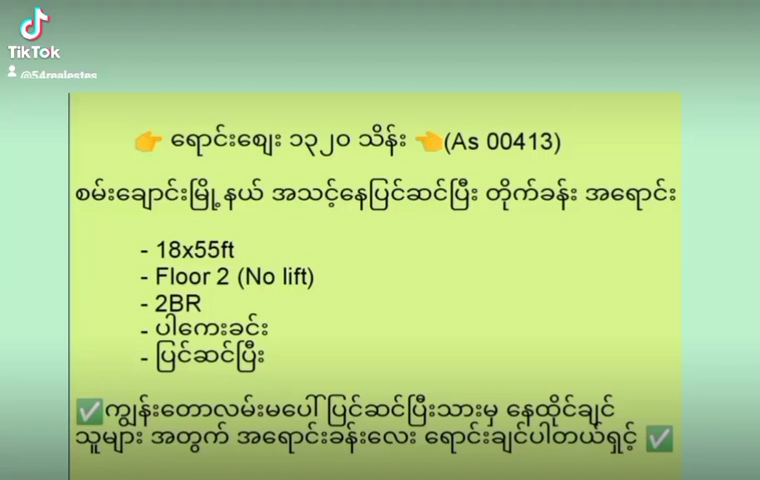 TikTok
@54realestes
👉 ရောင်းစျေး ၁၃၂၀ သိန်း 👈(As 00413)
စမ်းချောင်းမြို့နယ် အသင့်နေပြင်ဆင်ပြီး တိုက်ခန်း အရောင်း
- 18x55ft
- Floor 2 (No lift)
- 2BR
- ပါကေးခင်း
- ပြင်ဆင်ပြီး
✅ကျွန်းတောလမ်းမပေါ် ပြင်ဆင်ပြီးသားမှ နေထိုင်ချင်
သူများ အတွက် အရောင်းခန်းလေး ရောင်းချင်ပါတယ်ရှင့် ✅